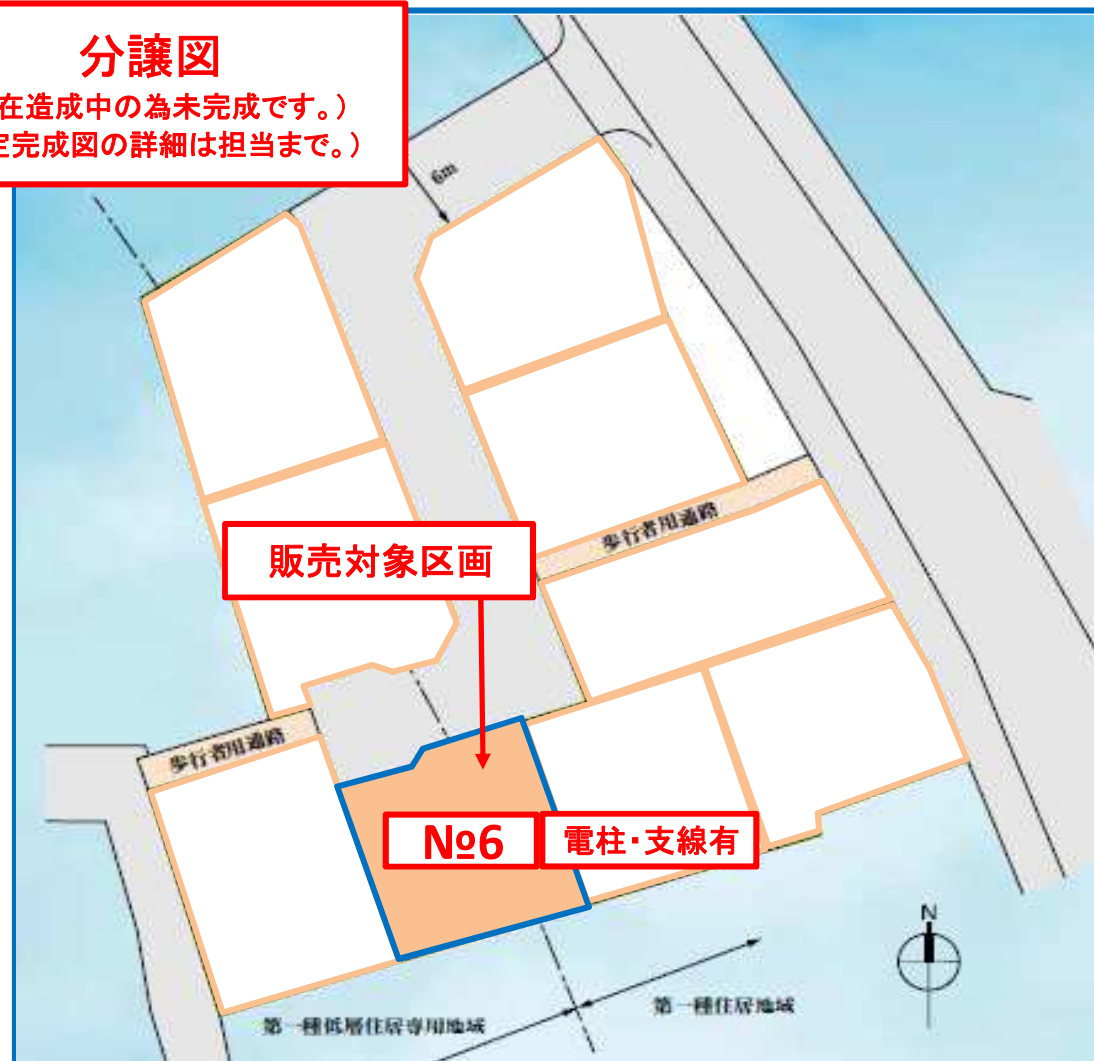 分譲図
在造成中の為未完成です。)
定完成図の詳細は担当まで。)
6m
歩行者用通路
販売対象区画
歩行者用通路
№6
電柱・支線有
N
第一種住居地域
第一種低層住居専用地域